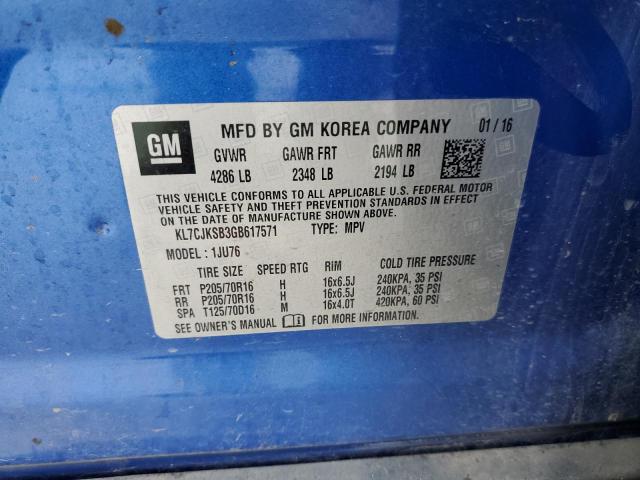 GM MFD BY GM KOREA COMPANY 01/16
GVWR GAWR FRT GAWR RR
4286 LB 2348 LB 2194 LB
THIS VEHICLE CONFORMS TO ALL APPLICABLE U.S. FEDERAL MOTOR
VEHICLE SAFETY AND THEFT PREVENTION STANDARDS IN EFFECT
ON THE DATE OF MANUFACTURE SHOWN ABOVE.
KL7CJKSB3GB617571 TYPE: MPV
MODEL: 1JU76
TIRE SIZE SPEED RTG RIM COLD TIRE PRESSURE
FRT P205/70R16 H 16x6.5J 240KPA, 35 PSI
RR P205/70R16 H 16x6.5J 240KPA, 35 PSI
SPA T125/70D16 M 16x4.0T 420KPA, 60 PSI
SEE OWNER'S MANUAL FOR MORE INFORMATION.